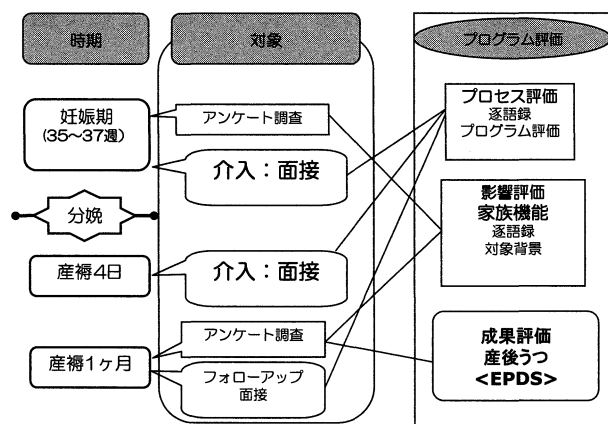 時期
対象
プログラム評価
妊娠期
(35～37週)
アンケート調査
介入：面接
プロセス評価
逐語録
プログラム評価
分娩
影響評価
家族機能
逐語録
対象背景
産褥4日
介入：面接
産褥1ヶ月
アンケート調査
フォローアップ
面接
成果評価
産後うつ
<EPDS>